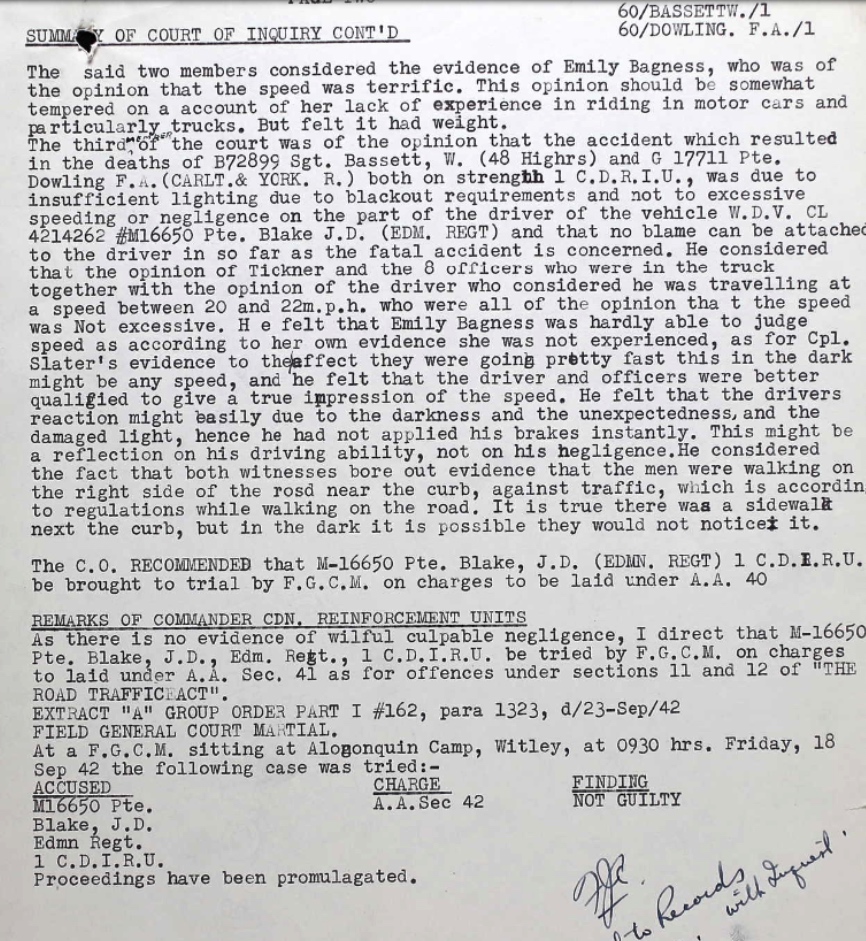 60/BASSETTW./1
SUMMARY OF COURT OF INQUIRY CONT'D
60/DOWLING. F.A./1
The said two members considered the evidence of Emily Bagness, who was of
the opinion that the speed was terrific. This opinion should be somewhat
tempered on a account of her lack of experience in riding in motor cars and
particularly trucks. But felt it had weight.
The third of the court was of the opinion that the accident which resulted
in the deaths of B72899 Sgt. Bassett, W. (48 Highrs) and G 17711 Pte.
Dowling F.A.(CARLT.& YORK. R.) both on strength 1 C.D.R.I.U., was due to
insufficient lighting due to blackout requirements and not to excessive
speeding or negligence on the part of the driver of the vehicle W.D.V. CL
4214262 #M16650 Pte. Blake J.D. (EDM. REGT) and that no blame can be attached
to the driver in so far as the fatal accident is concerned. He considered
that the opinion of Tickner and the 8 officers who were in the truck
together with the opinion of the driver who considered he was travelling at
a speed between 20 and 22m.p.h. who were all of the opinion tha t the speed
was Not excessive. H e felt that Emily Bagness was hardly able to judge
speed as according to her own evidence she was not experienced, as for Cpl.
Slater's evidence to the affect they were going pretty fast this in the dark
might be any speed, and he felt that the driver and officers were better
qualified to give a true impression of the speed. He felt that the drivers
reaction might easily due to the darkness and the unexpectedness, and the
damaged light, hence he had not applied his brakes instantly. This might be
a reflection on his driving ability, not on his negligence.He considered
the fact that both witnesses bore out evidence that the men were walking on
the right side of the rosd near the curb, against traffic, which is accordin
to regulations while walking on the road. It is true there was a sidewalk
next the curb, but in the dark it is possible they would not notice it.
The C.O. RECOMMENDED that M-16650 Pte. Blake, J.D. (EDMN. REGT) 1 C.D.I.R.U.
be brought to trial by F.G.C.M. on charges to be laid under A.A. 40
REMARKS OF COMMANDER CDN. REINFORCEMENT UNITS
As there is no evidence of wilful culpable negligence, I direct that M-16650
Pte. Blake, J.D., Edm. Regt., 1 C.D.I.R.U. be tried by F.G.C.M. on charges
to laid under A.A. Sec. 41 as for offences under sections 11 and 12 of "THE
ROAD TRAFFIC ACT".
EXTRACT "A" GROUP ORDER PART I #162, para 1323, d/23-Sep/42
FIELD GENERAL COURT MARTIAL.
At a F.G.C.M. sitting at Alogonquin Camp, Witley, at 0930 hrs. Friday, 18
Sep 42 the following case was tried:-
ACCUSED CHARGE FINDING
M16650 Pte. A.A.Sec 42 NOT GUILTY
Blake, J.D.
Edmn Regt.
1 C.D.I.R.U.
Proceedings have been promulagated.
to Records
with Inquest